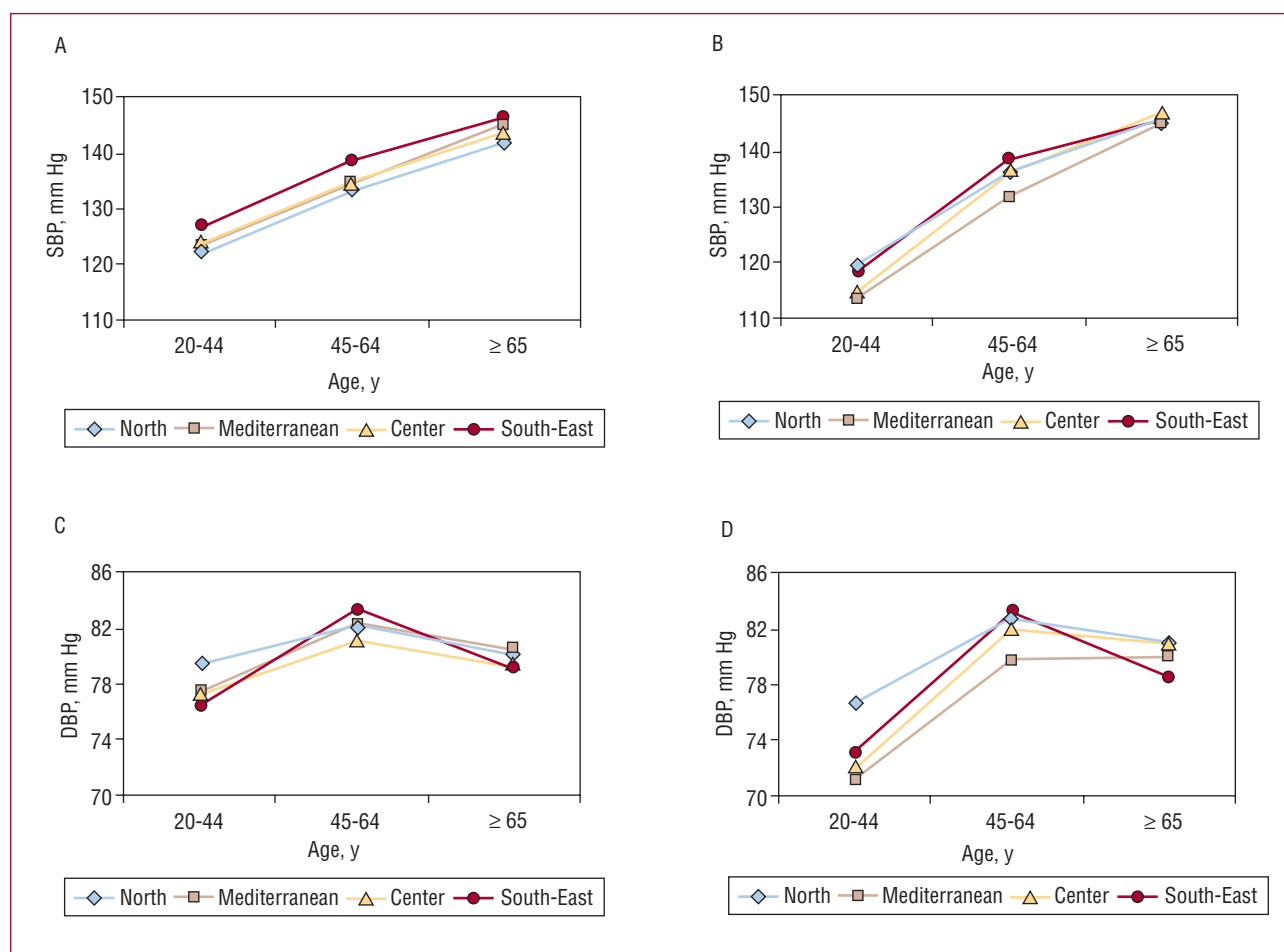 A
150
140
130
120
110
SBP, mm Hg
20-44 45-64 ≥ 65
Age, y
North Mediterranean Center South-East
B
150
140
130
120
110
SBP, mm Hg
20-44 45-64 ≥ 65
Age, y
North Mediterranean Center South-East
C
86
82
78
74
70
DBP, mm Hg
20-44 45-64 ≥ 65
Age, y
North Mediterranean Center South-East
D
86
82
78
74
70
DBP, mm Hg
20-44 45-64 ≥ 65
Age, y
North Mediterranean Center South-East